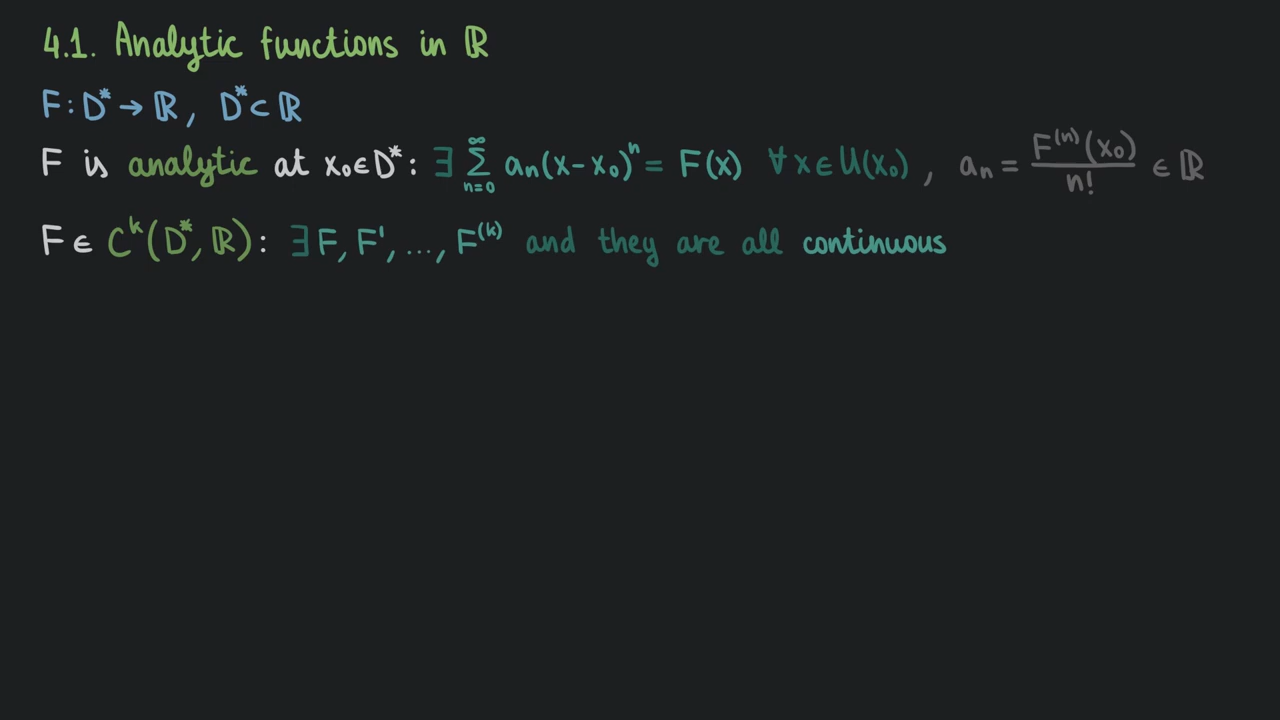 4.1. Analytic functions in ℝ
F: D* → ℝ, D* ⊂ ℝ
F is analytic at x₀ ∈ D*: ∃ ∑_{n=0}^{∞} aₙ(x-x₀)ⁿ = F(x) ∀ x ∈ U(x₀), aₙ = F⁽ⁿ⁾(x₀)/n! ∈ ℝ
F ∈ Cᵏ(D*, ℝ): ∃ F, F', ..., F⁽ᵏ⁾ and they are all continuous